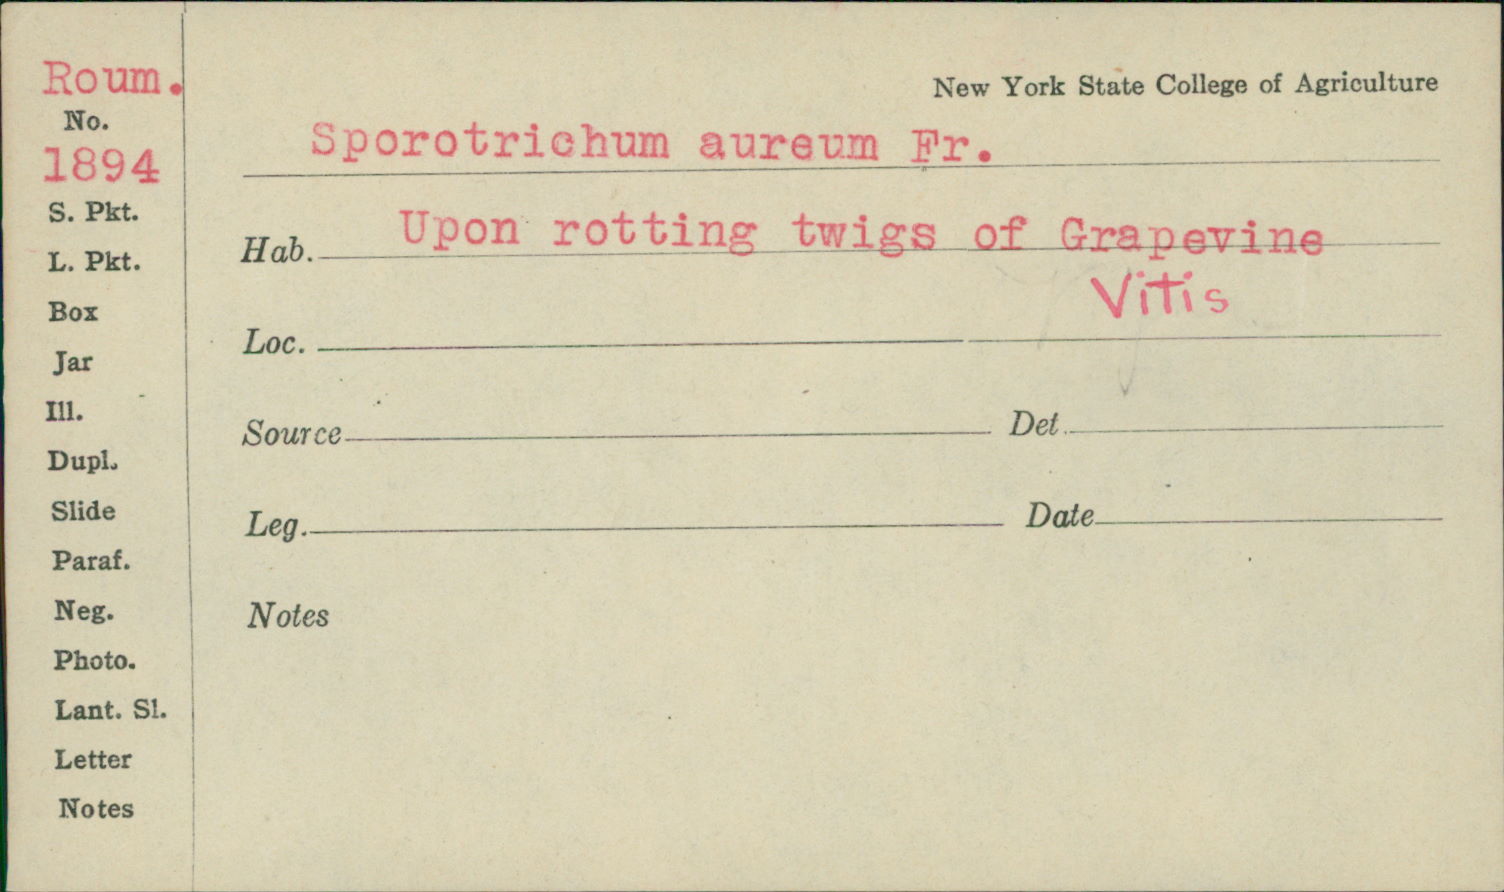 Roum.
No.
1894
S. Pkt.
L. Pkt.
Box
Jar
Ill.
Dupl.
Slide
Paraf.
Neg.
Photo.
Lant. Sl.
Letter
Notes
New York State College of Agriculture
Sporotrichum aureum Fr.
Hab. Upon rotting twigs of Grapevine
Vitis
Loc.
Source Det.
Leg. Date
Notes